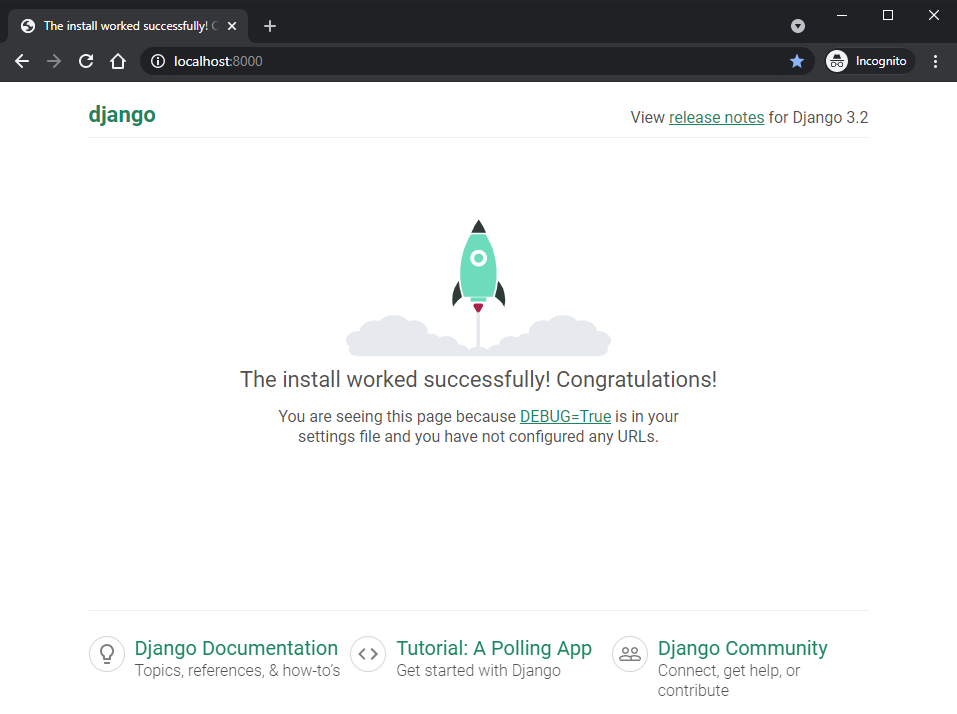 The install worked successfully! C
localhost:8000
Incognito
django
View release notes for Django 3.2
The install worked successfully! Congratulations!
You are seeing this page because DEBUG=True is in your
settings file and you have not configured any URLs.
Django Documentation
Topics, references, & how-to’s
Tutorial: A Polling App
Get started with Django
Django Community
Connect, get help, or
contribute